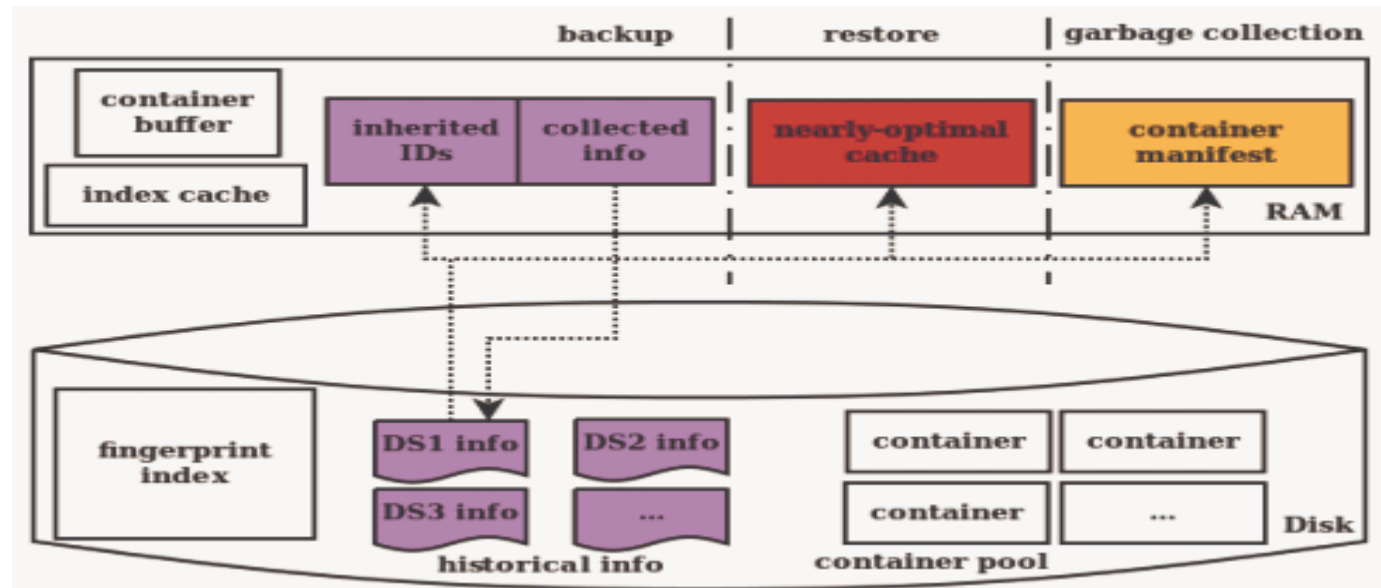 backup
restore
garbage collection
container
buffer
index cache
inherited
IDs
collected
info
nearly-optimal
cache
container
manifest
RAM
fingerprint
index
DS1 info
DS2 info
DS3 info
...
historical info
container
container
container
...
container pool
Disk